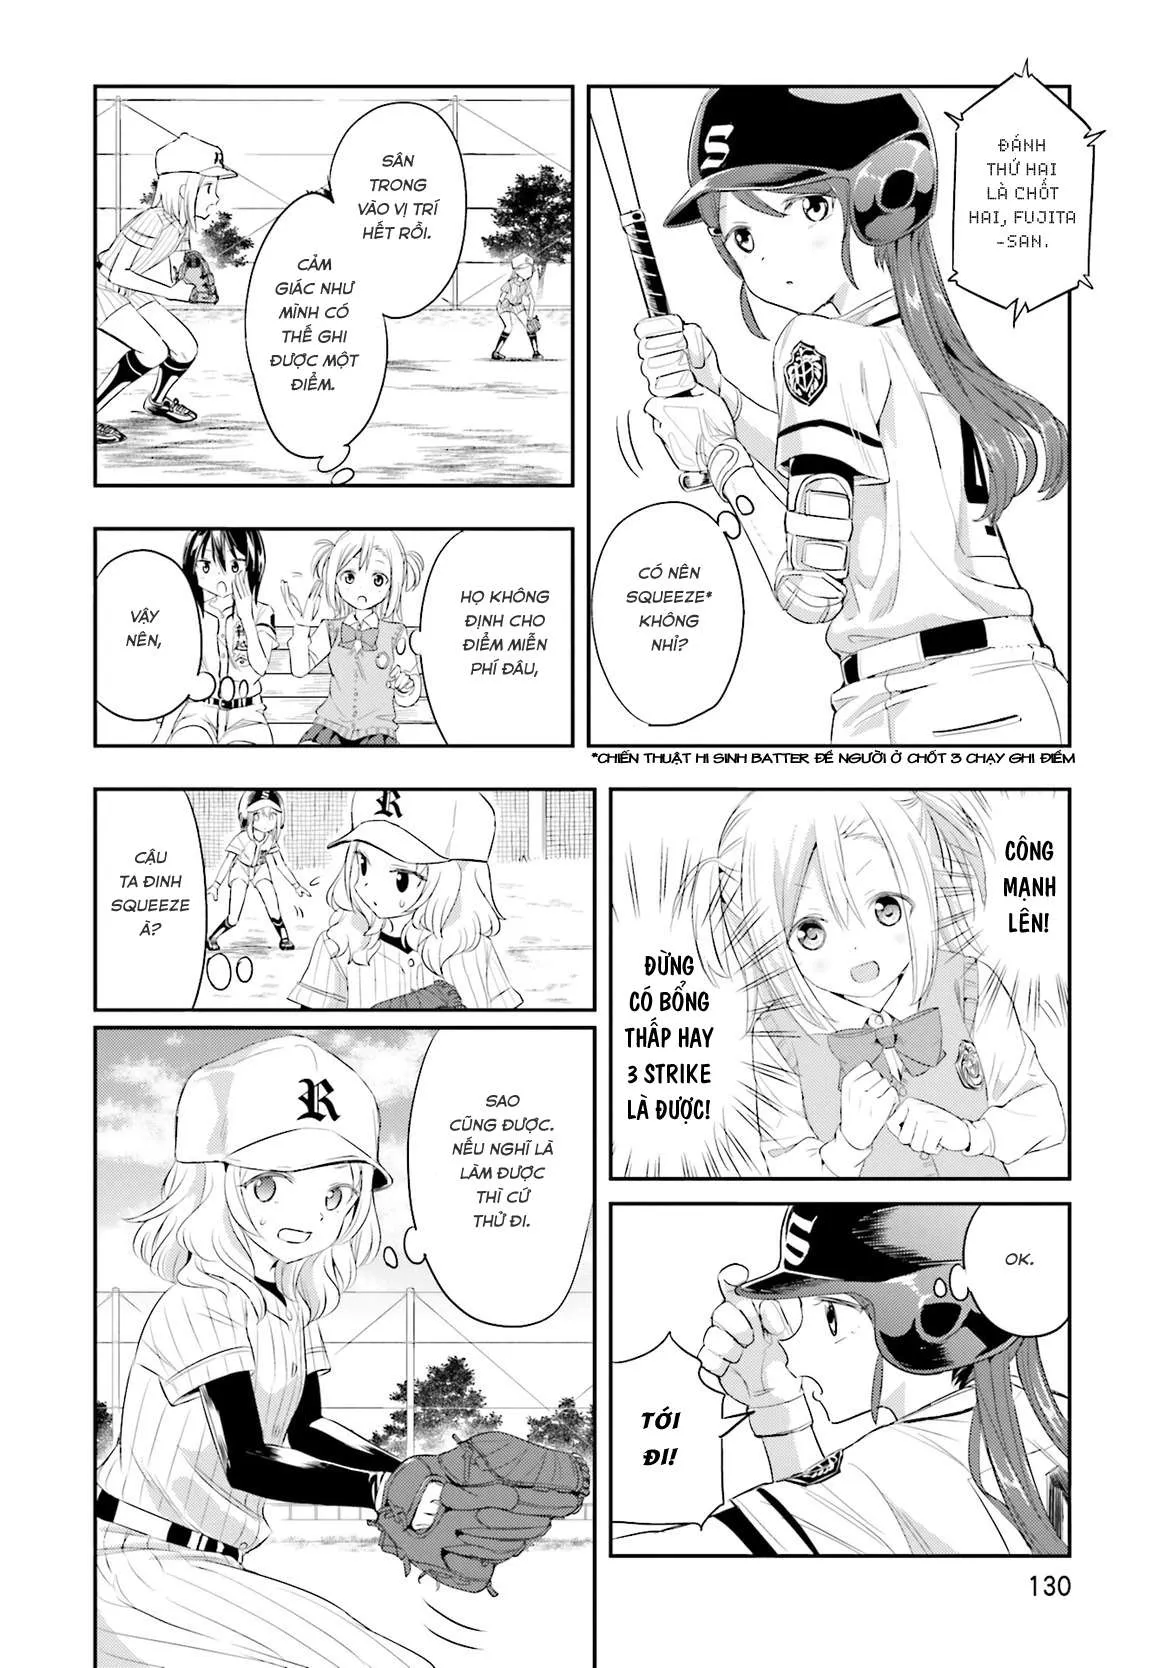 ĐÁNH
THỨ HAI
LÀ CHỐT
HAI, FUJITA
-SAN.
CÓ NÊN
SQUEEZE*
KHÔNG
NHỈ?
*CHIẾN THUẬT HI SINH BATTER ĐỂ NGƯỜI Ở CHỐT 3 CHẠY GHI ĐIỂM
SÂN
TRONG
VÀO VỊ TRÍ
HẾT RỒI.
CẢM
GIÁC NHƯ
MÌNH CÓ
THỂ GHI
ĐƯỢC MỘT
ĐIỂM.
HỌ KHÔNG
ĐỊNH CHO
ĐIỂM MIỄN
PHÍ ĐÂU,
VẬY
NÊN,
CÔNG
MẠNH
LÊN!
ĐỪNG
CÓ BỔNG
THẤP HAY
3 STRIKE
LÀ ĐƯỢC!
OK.
TỚI
ĐI!
CẬU
TA ĐINH
SQUEEZE
À?
SAO
CŨNG ĐƯỢC.
NẾU NGHĨ LÀ
LÀM ĐƯỢC
THÌ CỨ
THỬ ĐI.
S
R
S
R
R
S
130